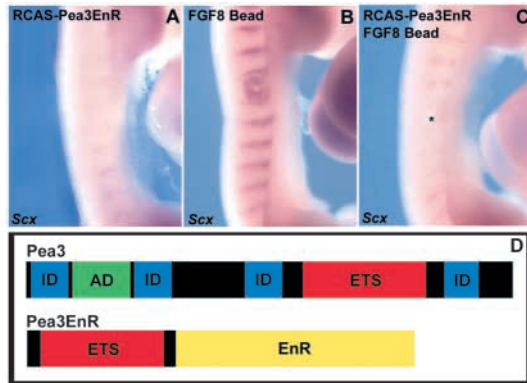 RCAS-Pea3EnR A
FGF8 Bead B
RCAS-Pea3EnR C
FGF8 Bead
*
Scx
Scx
Scx
D
Pea3
ID AD ID ID ETS ID
Pea3EnR
ETS EnR